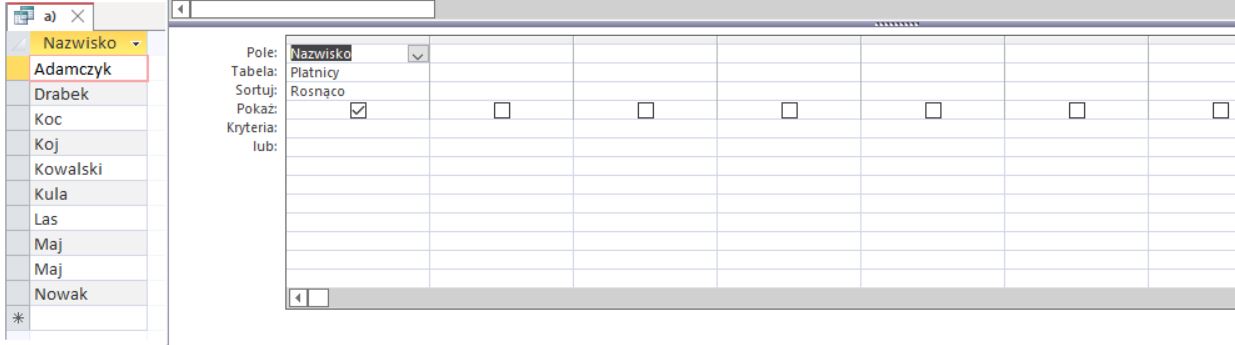 a)
Nazwisko
Adamczyk
Drabek
Koc
Koj
Kowalski
Kula
Las
Maj
Maj
Nowak
Pole: Nazwisko
Tabela: Platnicy
Sortuj: Rosnąco
Pokaż:
Kryteria:
lub: